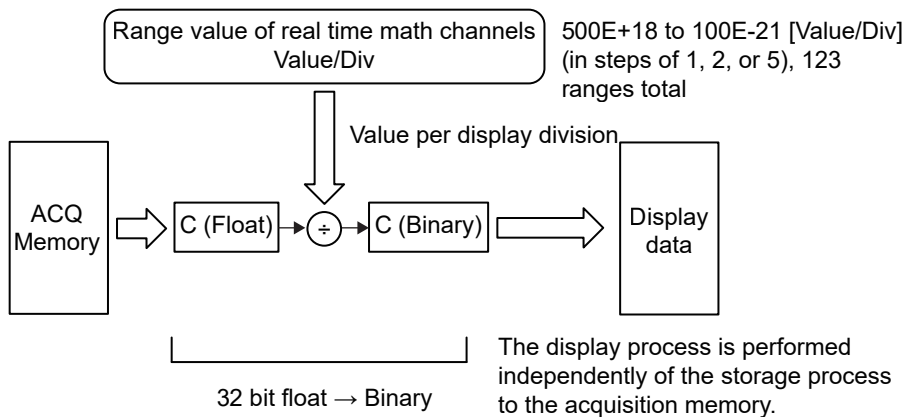 Range value of real time math channels
Value/Div
500E+18 to 100E-21 [Value/Div]
(in steps of 1, 2, or 5), 123
ranges total
Value per display division
ACQ
Memory
C (Float)
÷
C (Binary)
Display
data
32 bit float → Binary
The display process is performed
independently of the storage process
to the acquisition memory.